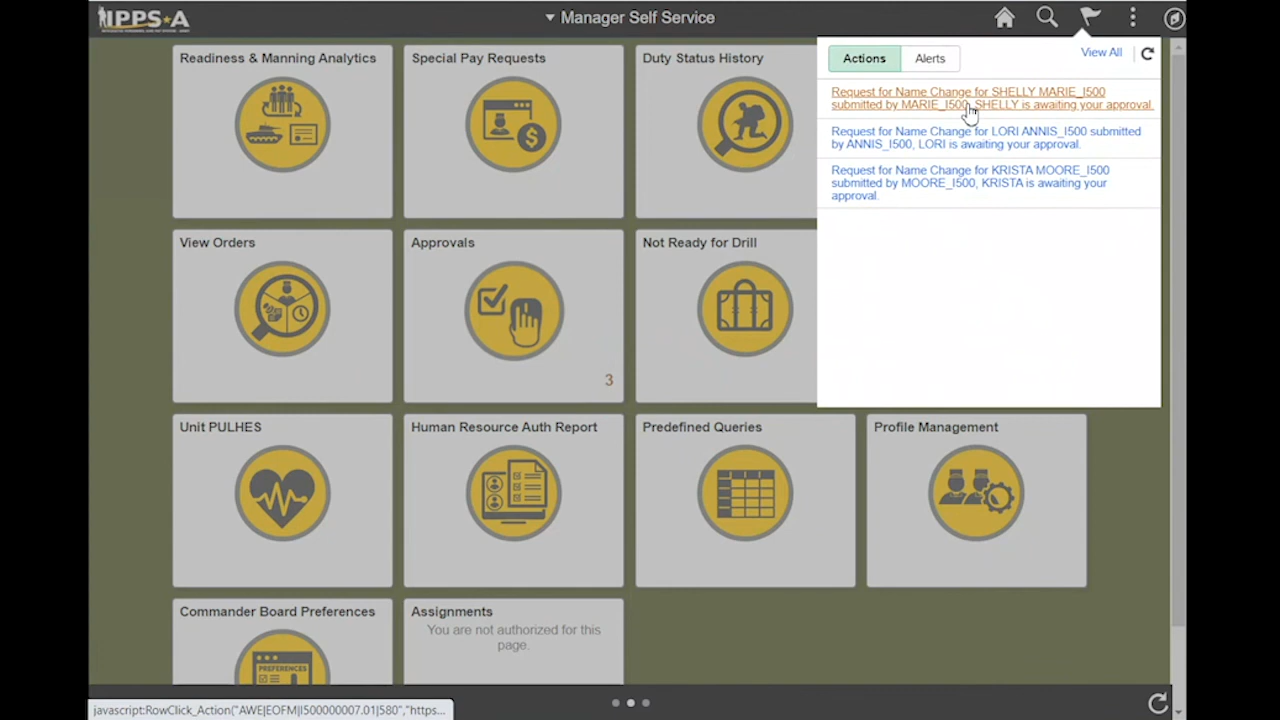 IPPS★A
Manager Self Service
Actions
Alerts
View All
Request for Name Change for SHELLY MARIE_I500
submitted by MARIE_I500, SHELLY is awaiting your approval.
Request for Name Change for LORI ANNIS_I500 submitted
by ANNIS_I500, LORI is awaiting your approval.
Request for Name Change for KRISTA MOORE_I500
submitted by MOORE_I500, KRISTA is awaiting your
approval.
Readiness & Manning Analytics
Special Pay Requests
Duty Status History
View Orders
Approvals
3
Not Ready for Drill
Unit PULHES
Human Resource Auth Report
Predefined Queries
Profile Management
Commander Board Preferences
PREFERENCES
Assignments
You are not authorized for this
page.
javascript:RowClick_Action("AWE|EOFM|I500000007.01|580","https...